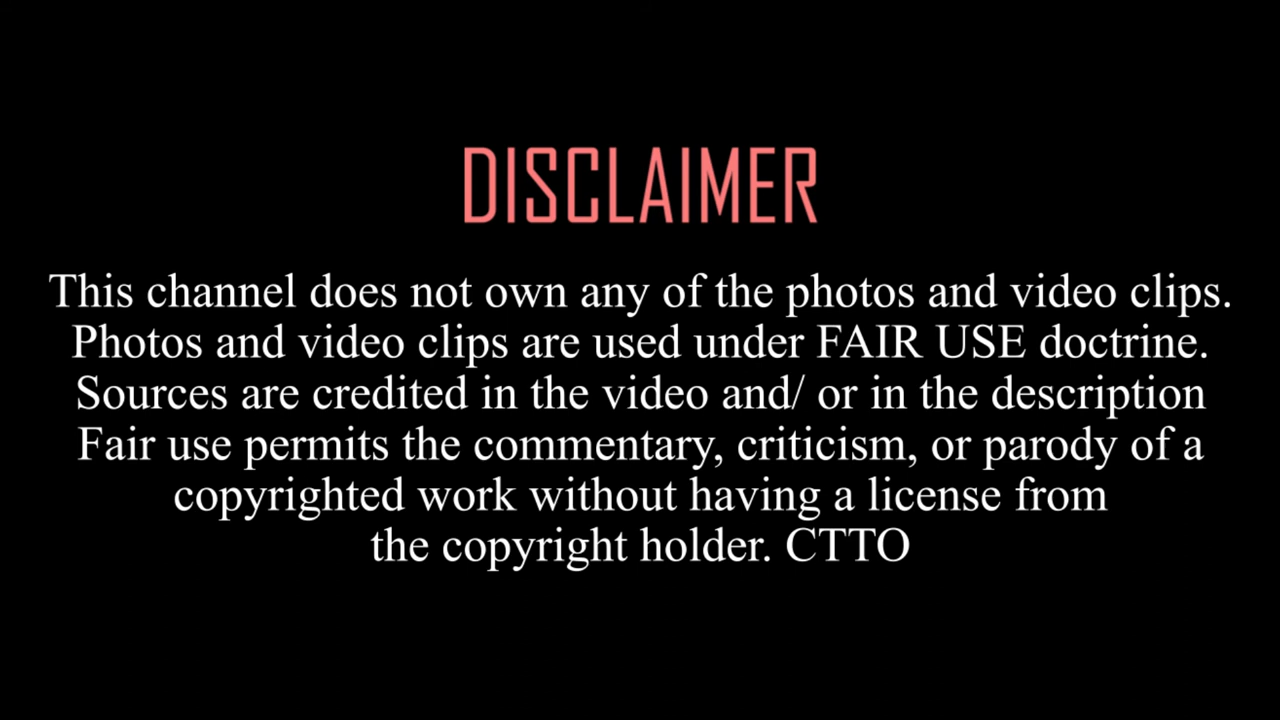 DISCLAIMER
This channel does not own any of the photos and video clips.
Photos and video clips are used under FAIR USE doctrine.
Sources are credited in the video and/ or in the description
Fair use permits the commentary, criticism, or parody of a
copyrighted work without having a license from
the copyright holder. CTTO